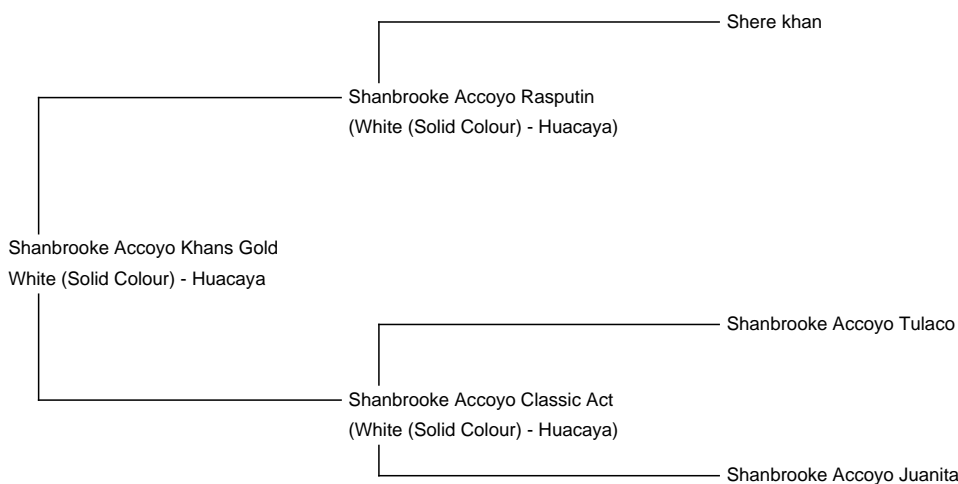 Shere khan
Shanbrooke Accoyo Rasputin
(White (Solid Colour) - Huacaya)
Shanbrooke Accoyo Khans Gold
White (Solid Colour) - Huacaya
Shanbrooke Accoyo Tulaco
Shanbrooke Accoyo Classic Act
(White (Solid Colour) - Huacaya)
Shanbrooke Accoyo Juanita